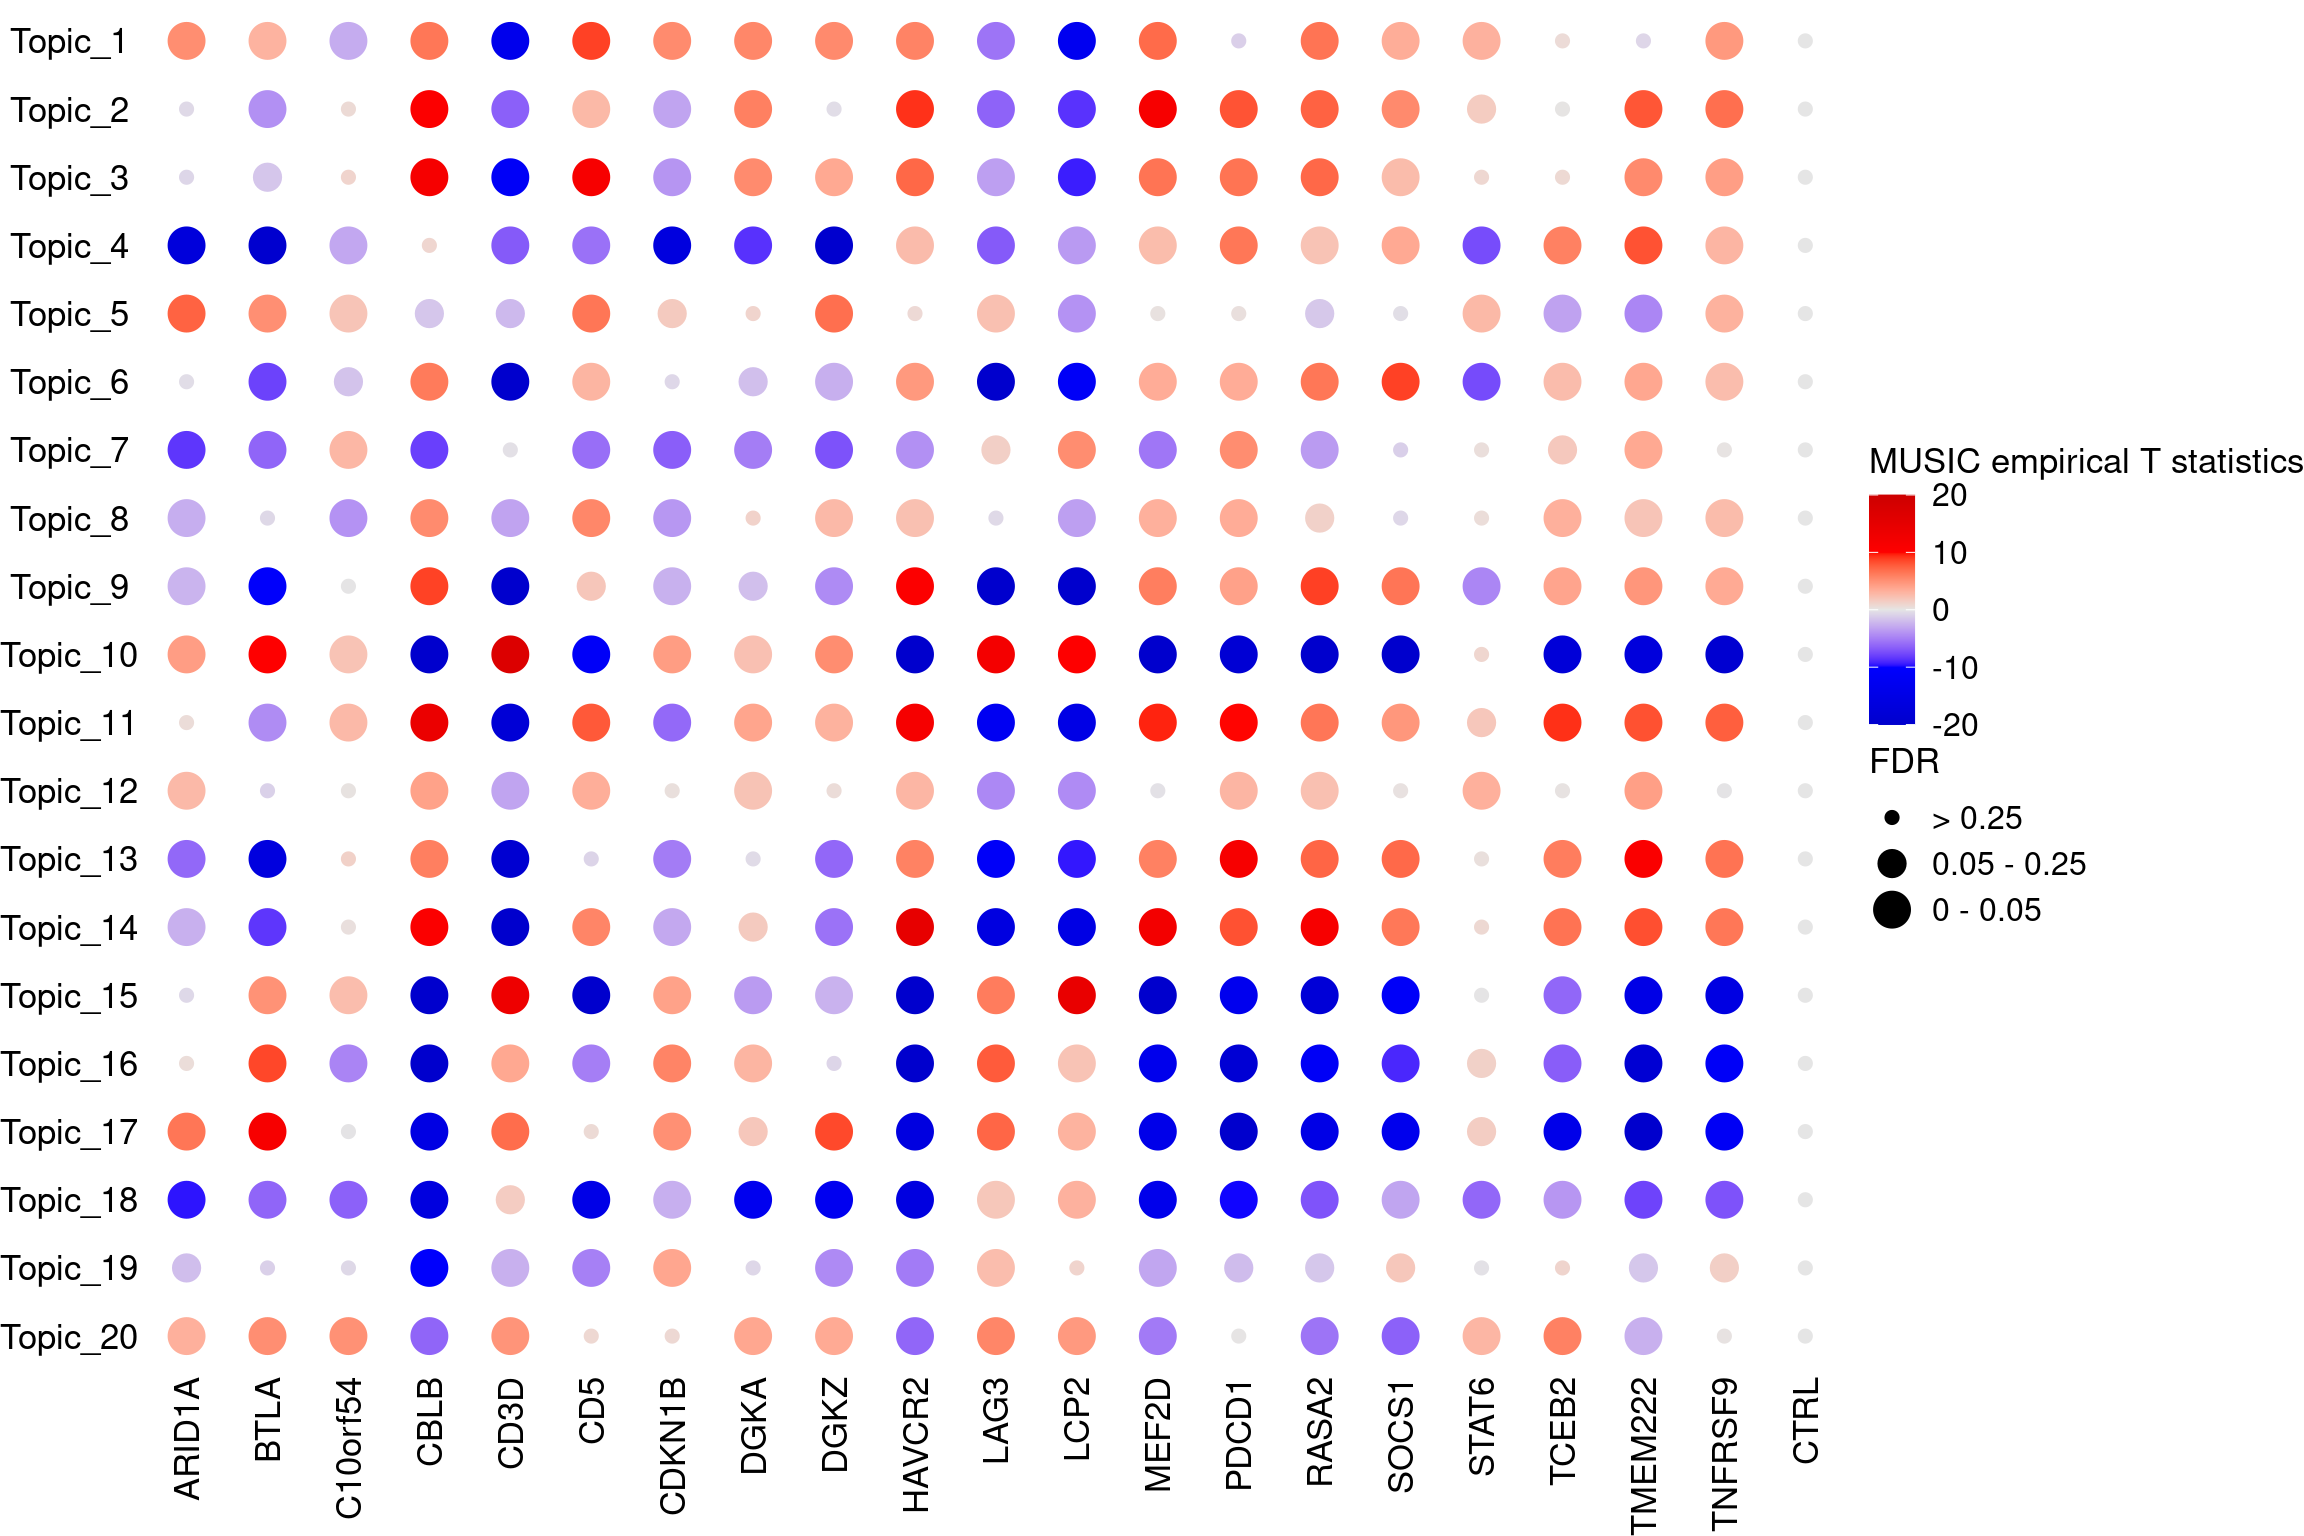 Topic_1
Topic_2
Topic_3
Topic_4
Topic_5
Topic_6
Topic_7
Topic_8
Topic_9
Topic_10
Topic_11
Topic_12
Topic_13
Topic_14
Topic_15
Topic_16
Topic_17
Topic_18
Topic_19
Topic_20
ARID1A
BTLA
C10orf54
CBLB
CD3D
CD5
CDKN1B
DGKA
DGKZ
HAVCR2
LAG3
LCP2
MEF2D
PDCD1
RASA2
SOCS1
STAT6
TCEB2
TMEM222
TNFRSF9
CTRL
MUSIC empirical T statistics
20
10
0
-10
-20
FDR
> 0.25
0.05 - 0.25
0 - 0.05